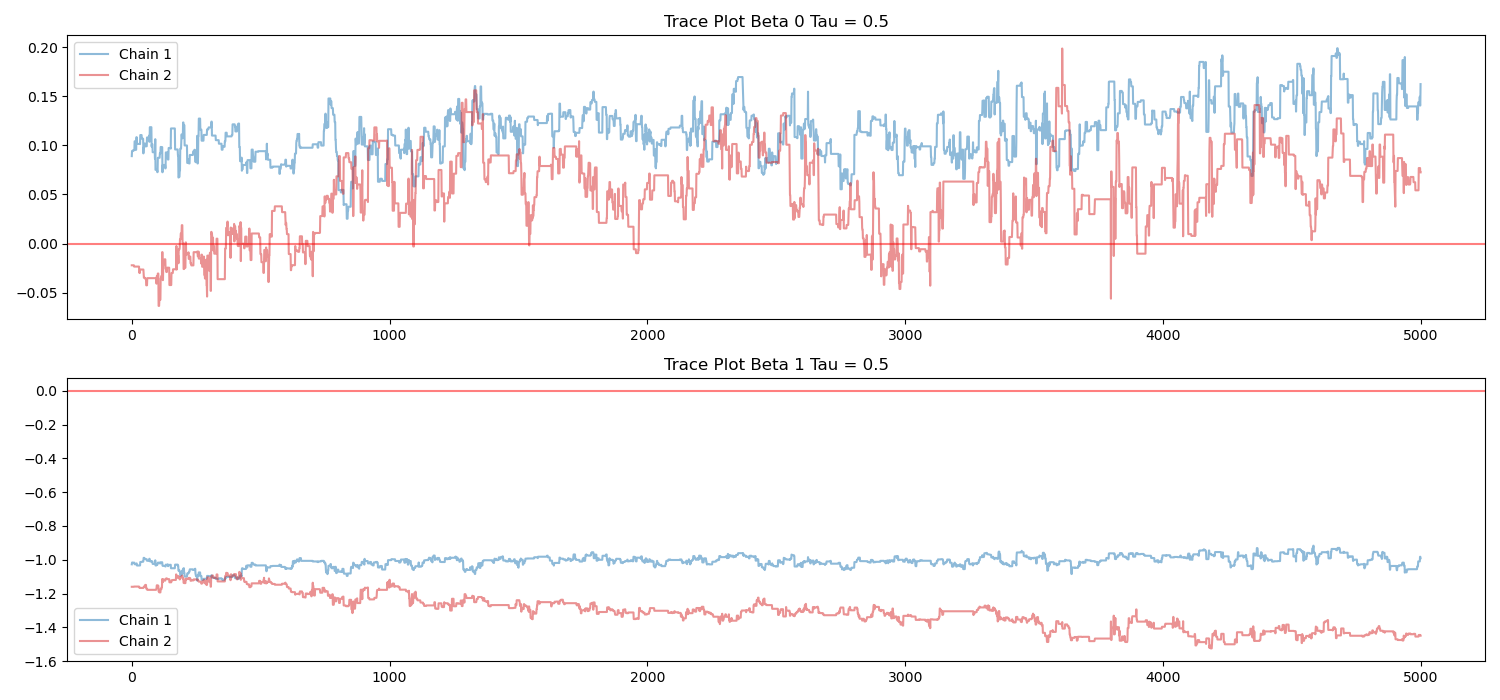 Trace Plot Beta 0 Tau = 0.5
Chain 1
Chain 2
0.20
0.15
0.10
0.05
0.00
−0.05
0 1000 2000 3000 4000 5000
Trace Plot Beta 1 Tau = 0.5
0.0
−0.2
−0.4
−0.6
−0.8
−1.0
−1.2
−1.4
−1.6
Chain 1
Chain 2
0 1000 2000 3000 4000 5000